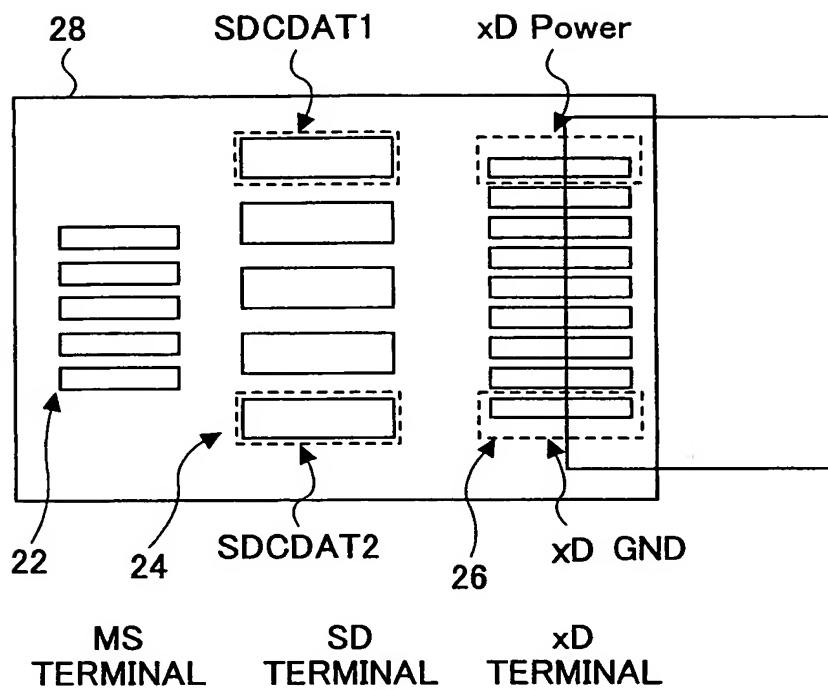 28
SDCDAT1
xD Power
22
24
SDCDAT2
26
xD GND
MS
TERMINAL
SD
TERMINAL
xD
TERMINAL